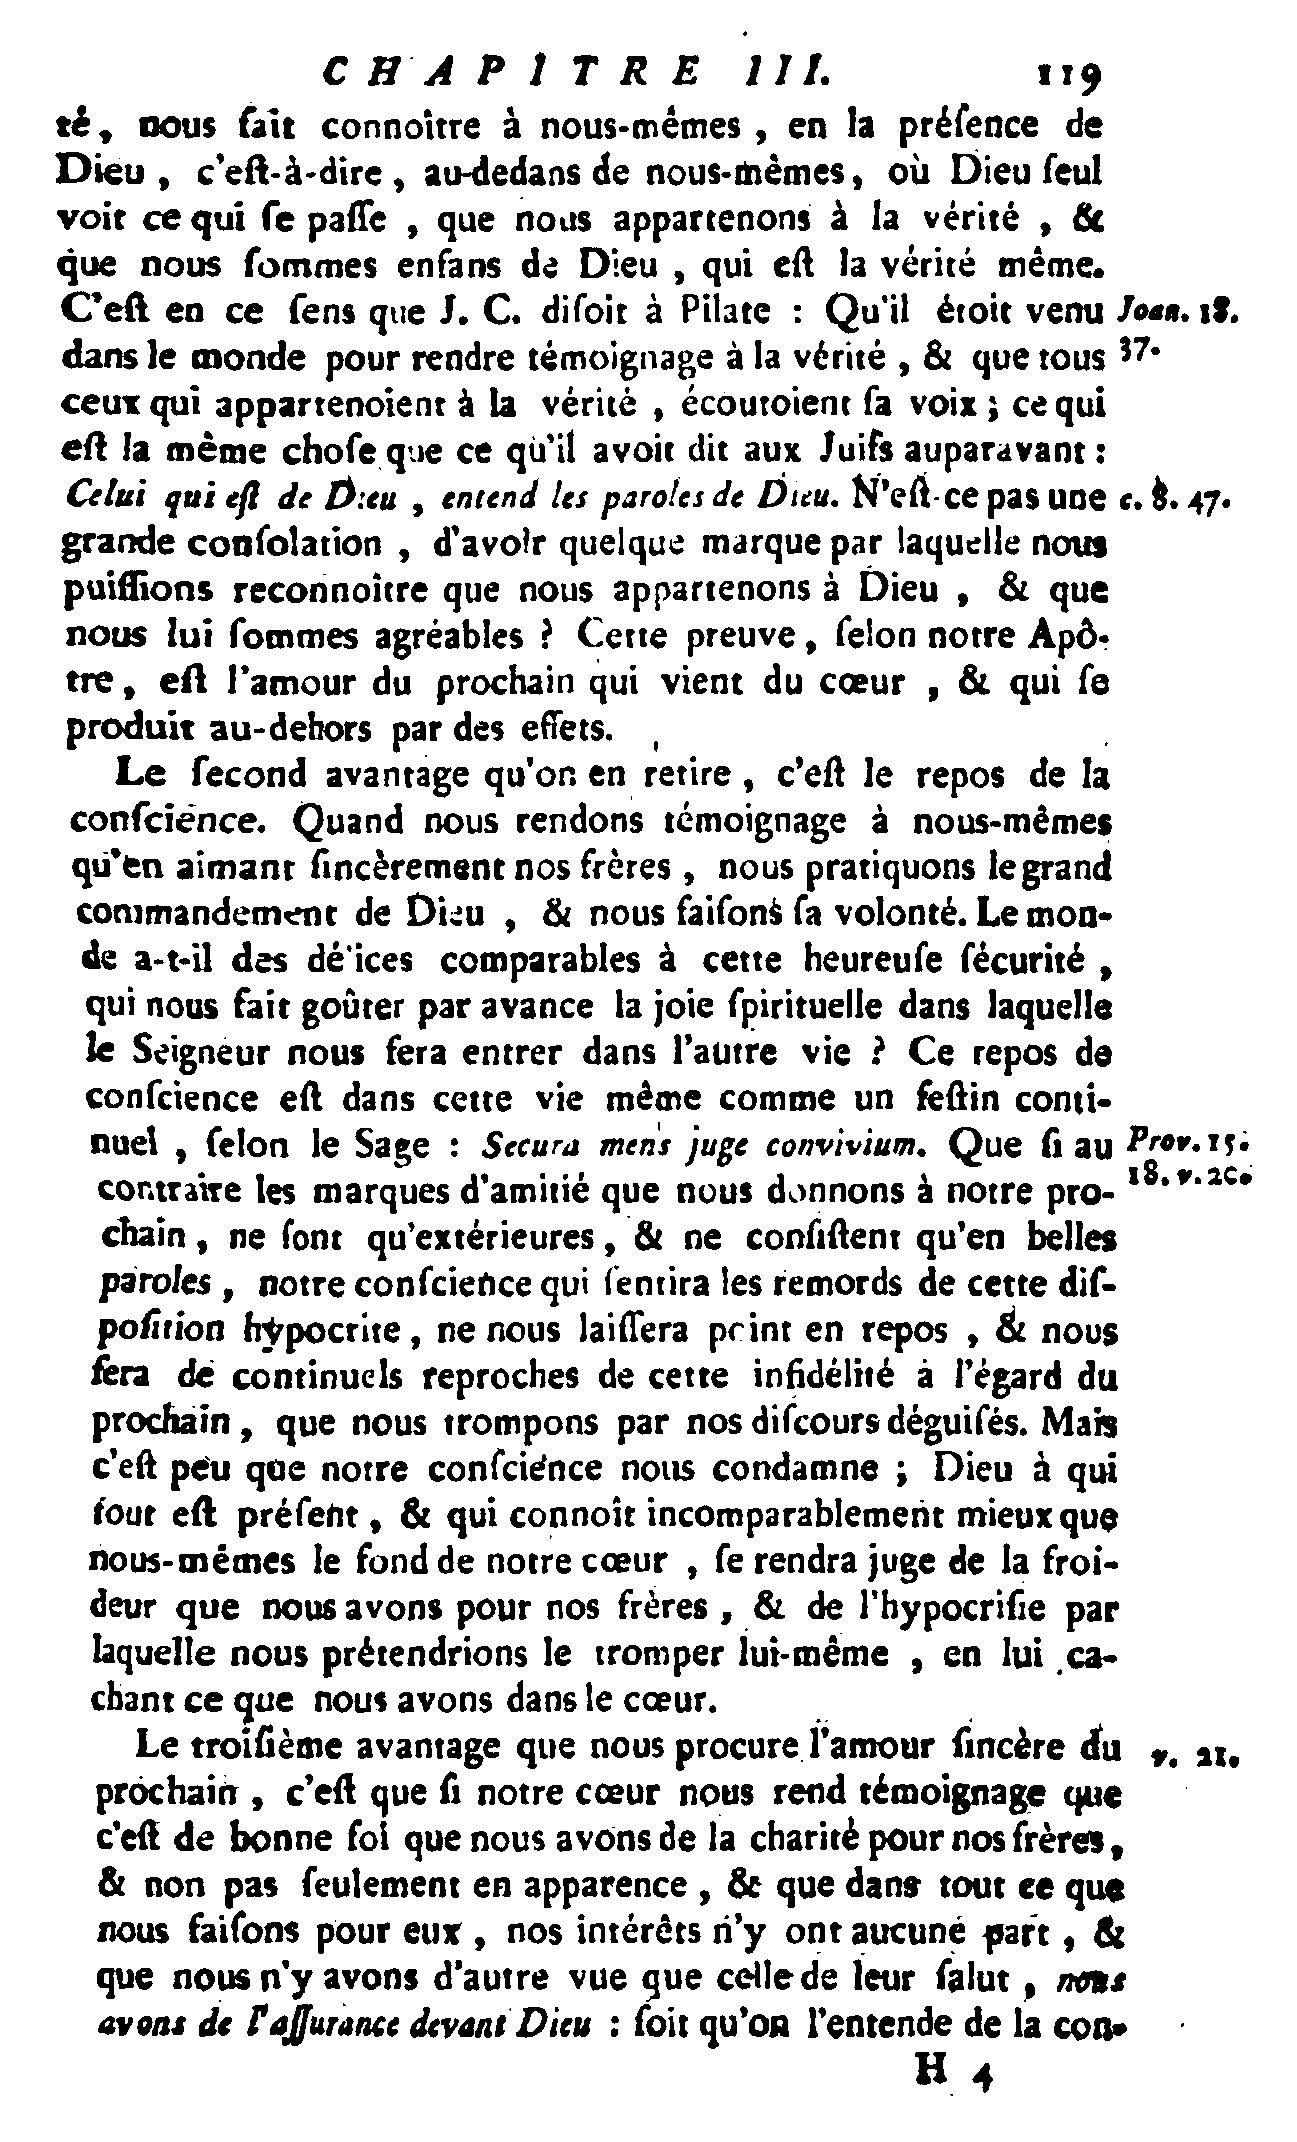 CHAPITRE III. 119
té, nous fait connoître à nous-mêmes, en la préſence de
Dieu, c'eſt-à-dire, au-dedans de nous-mêmes, où Dieu ſeul
voit ce qui ſe paſſe, que nous appartenons à la vérité, &
que nous ſommes enfans de Dieu, qui eſt la vérité même.
C'eſt en ce ſens que J. C. diſoit à Pilate : Qu'il étoit venu Joan. 18.
dans le monde pour rendre témoignage à la vérité, & que tous 37.
ceux qui appartenoient à la vérité, écoutoient ſa voix ; ce qui
eſt la même choſe que ce qu'il avoit dit aux Juifs auparavant :
Celui qui eſt de Dieu, entend les paroles de Dieu. N'eſt-ce pas une c. 8. 47.
grande conſolation, d'avoir quelque marque par laquelle nous
puiſſions reconnoître que nous appartenons à Dieu, & que
nous lui ſommes agréables ? Cette preuve, ſelon notre Apô-
tre, eſt l'amour du prochain qui vient du cœur, & qui ſe
produit au-dehors par des effets.
Le ſecond avantage qu'on en retire, c'eſt le repos de la
conſcience. Quand nous rendons témoignage à nous-mêmes
qu'en aimant ſincèrement nos frères, nous pratiquons le grand
commandement de Dieu, & nous faiſons ſa volonté. Le mon-
de a-t-il des délices comparables à cette heureuſe ſécurité,
qui nous fait goûter par avance la joie ſpirituelle dans laquelle
le Seigneur nous fera entrer dans l'autre vie ? Ce repos de
conſcience eſt dans cette vie même comme un feſtin conti-
nuel, ſelon le Sage : Secura mens juge convivium. Que ſi au Prov. 15.
contraire les marques d'amitié que nous donnons à notre pro- 18. v. 20.
chain, ne ſont qu'extérieures, & ne conſiſtent qu'en belles
paroles, notre conſcience qui ſentira les remords de cette diſ-
poſition hypocrite, ne nous laiſſera point en repos, & nous
fera de continuels reproches de cette infidélité à l'égard du
prochain, que nous trompons par nos diſcours déguiſés. Mais
c'eſt peu que notre conſcience nous condamne ; Dieu à qui
tout eſt préſent, & qui connoît incomparablement mieux que
nous-mêmes le fond de notre cœur, ſe rendra juge de la froi-
deur que nous avons pour nos frères, & de l'hypocriſie par
laquelle nous prétendrions le tromper lui-même, en lui ca-
chant ce que nous avons dans le cœur.
Le troiſième avantage que nous procure l'amour ſincère du v. 21.
prochain, c'eſt que ſi notre cœur nous rend témoignage que
c'eſt de bonne foi que nous avons de la charité pour nos frères,
& non pas ſeulement en apparence, & que dans tout ce que
nous faiſons pour eux, nos intérêts n'y ont aucune part, &
que nous n'y avons d'autre vue que celle de leur ſalut, nous
avons de l'aſſurance devant Dieu : ſoit qu'on l'entende de la con-
H 4